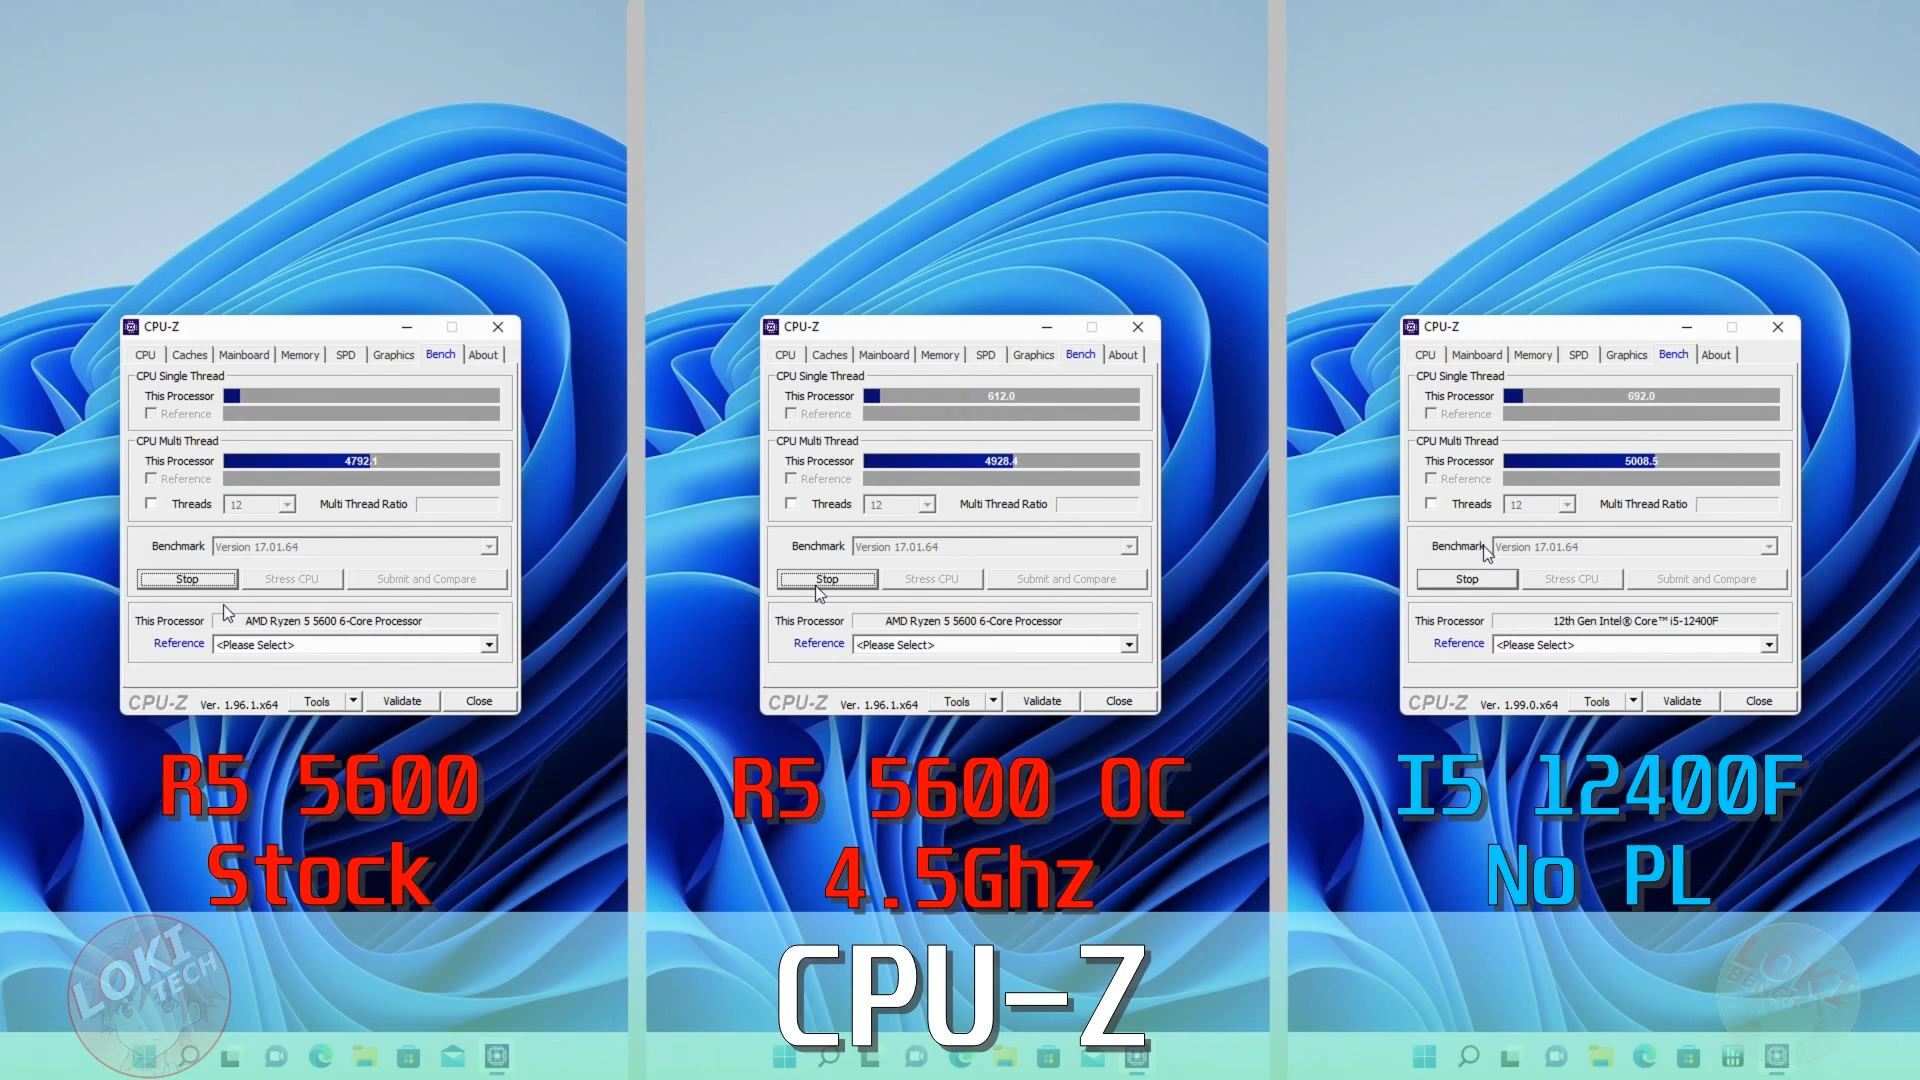 CPU-Z
CPU Caches Mainboard Memory SPD Graphics Bench About
CPU Single Thread
This Processor
Reference
CPU Multi Thread
This Processor 4792.1
Reference
Threads 12 Multi Thread Ratio
Benchmark Version 17.01.64
Stop Stress CPU Submit and Compare
This Processor AMD Ryzen 5 5600 6-Core Processor
Reference <Please Select>
CPU-Z Ver. 1.96.1.x64 Tools Validate Close
R5 5600
Stock
CPU-Z
CPU Caches Mainboard Memory SPD Graphics Bench About
CPU Single Thread
This Processor 612.0
Reference
CPU Multi Thread
This Processor 4928.4
Reference
Threads 12 Multi Thread Ratio
Benchmark Version 17.01.64
Stop Stress CPU Submit and Compare
This Processor AMD Ryzen 5 5600 6-Core Processor
Reference <Please Select>
CPU-Z Ver. 1.96.1.x64 Tools Validate Close
R5 5600 OC
4.5Ghz
CPU-Z
CPU Mainboard Memory SPD Graphics Bench About
CPU Single Thread
This Processor 692.0
Reference
CPU Multi Thread
This Processor 5008.5
Reference
Threads 12 Multi Thread Ratio
Benchmark Version 17.01.64
Stop Stress CPU Submit and Compare
This Processor 12th Gen Intel® Core™ i5-12400F
Reference <Please Select>
CPU-Z Ver. 1.99.0.x64 Tools Validate Close
I5 12400F
No PL
CPU-Z
LOKI
TECH
LOKI